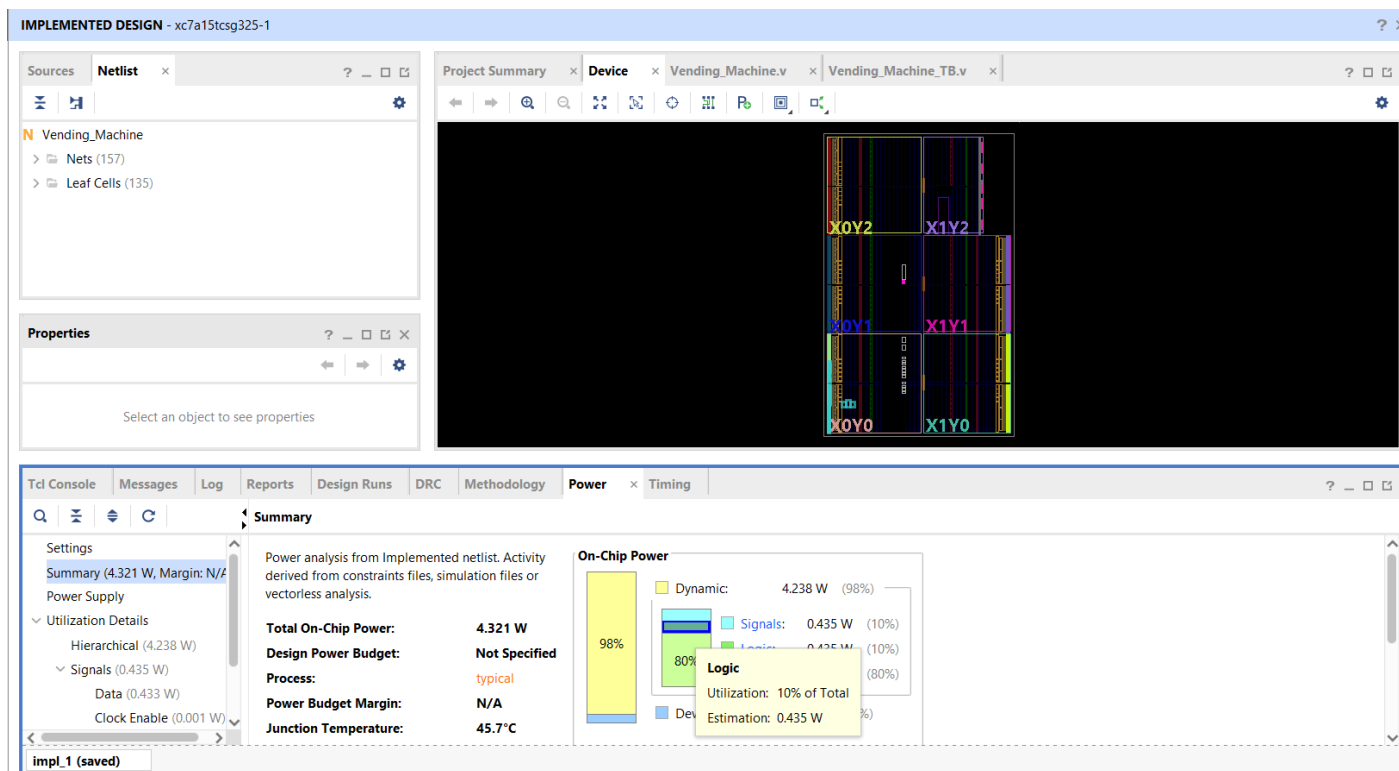 IMPLEMENTED DESIGN - xc7a15tcsg325-1
Sources Netlist
Vending_Machine
Nets (157)
Leaf Cells (135)
Properties
Select an object to see properties
Project Summary Device Vending_Machine.v Vending_Machine_TB.v
X0Y2 X1Y2
X0Y1 X1Y1
X0Y0 X1Y0
Tcl Console Messages Log Reports Design Runs DRC Methodology Power Timing
Settings
Summary (4.321 W, Margin: N/A
Power Supply
Utilization Details
Hierarchical (4.238 W)
Signals (0.435 W)
Data (0.433 W)
Clock Enable (0.001 W)
Summary
Power analysis from Implemented netlist. Activity
derived from constraints files, simulation files or
vectorless analysis.
Total On-Chip Power: 4.321 W
Design Power Budget: Not Specified
Process: typical
Power Budget Margin: N/A
Junction Temperature: 45.7°C
On-Chip Power
98%
Dynamic: 4.238 W (98%)
80%
Signals: 0.435 W (10%)
Logic: 0.435 W (10%)
(80%)
Logic
Utilization: 10% of Total
Estimation: 0.435 W
impl_1 (saved)